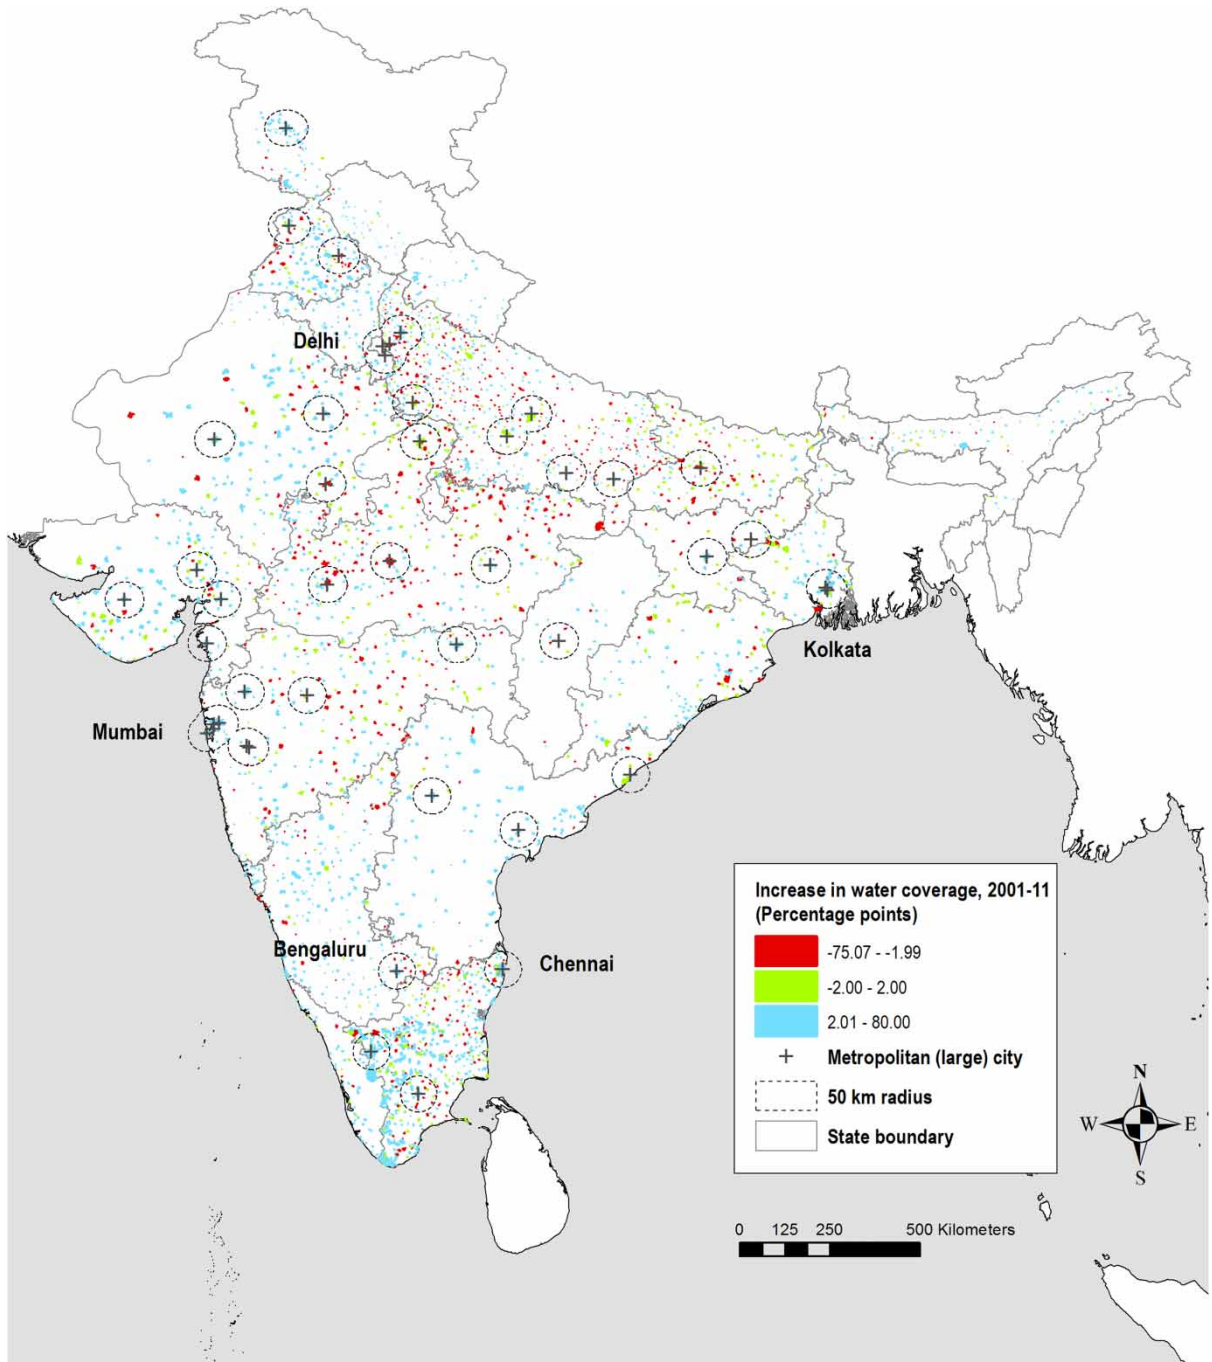 Delhi
Kolkata
Mumbai
Bengaluru
Chennai
Increase in water coverage, 2001-11
(Percentage points)
-75.07 - -1.99
-2.00 - 2.00
2.01 - 80.00
Metropolitan (large) city
50 km radius
State boundary
N
W
E
S
0 125 250 500 Kilometers